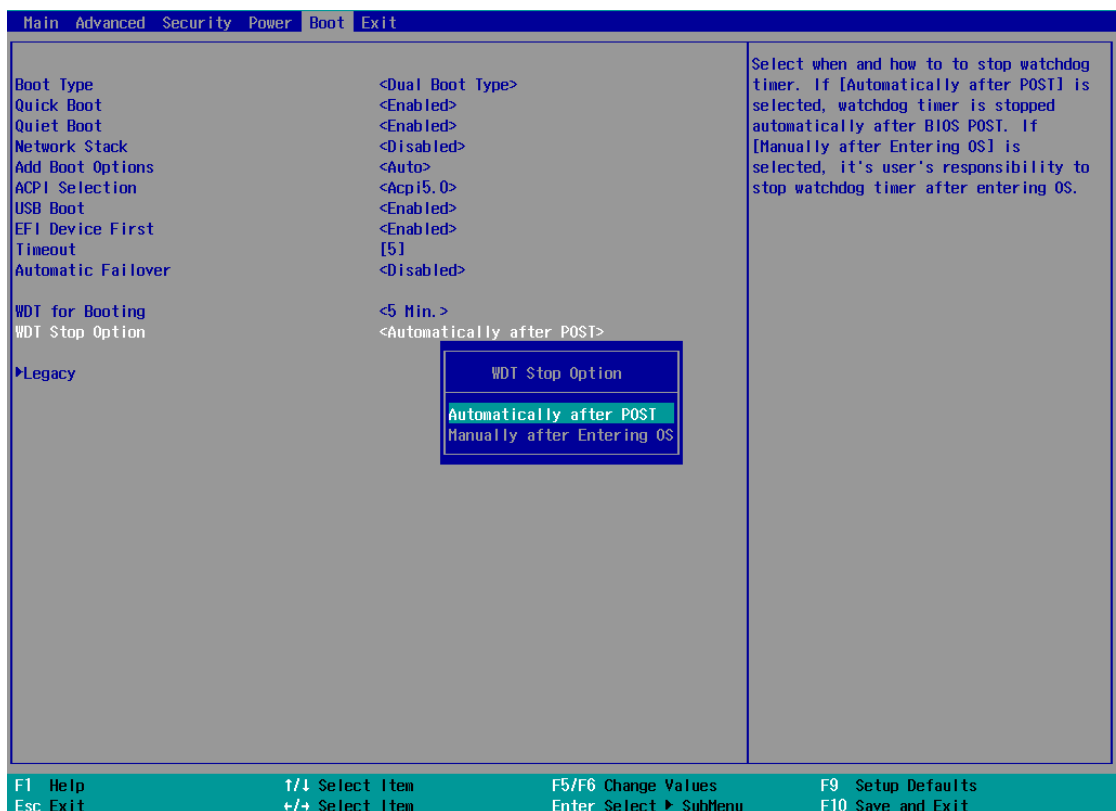 Main Advanced Security Power Boot Exit
Boot Type <Dual Boot Type>
Quick Boot <Enabled>
Quiet Boot <Enabled>
Network Stack <Disabled>
Add Boot Options <Auto>
ACPI Selection <Acpi5.0>
USB Boot <Enabled>
EFI Device First <Enabled>
Timeout [5]
Automatic Failover <Disabled>
WDT for Booting <5 Min.>
WDT Stop Option <Automatically after POST>
▶Legacy
WDT Stop Option
Automatically after POST
Manually after Entering OS
Select when and how to to stop watchdog
timer. If [Automatically after POST] is
selected, watchdog timer is stopped
automatically after BIOS POST. If
[Manually after Entering OS] is
selected, it's user's responsibility to
stop watchdog timer after entering OS.
F1 Help ↑/↓ Select Item F5/F6 Change Values F9 Setup Defaults
Esc Exit ←/→ Select Item Enter Select ▶ SubMenu F10 Save and Exit